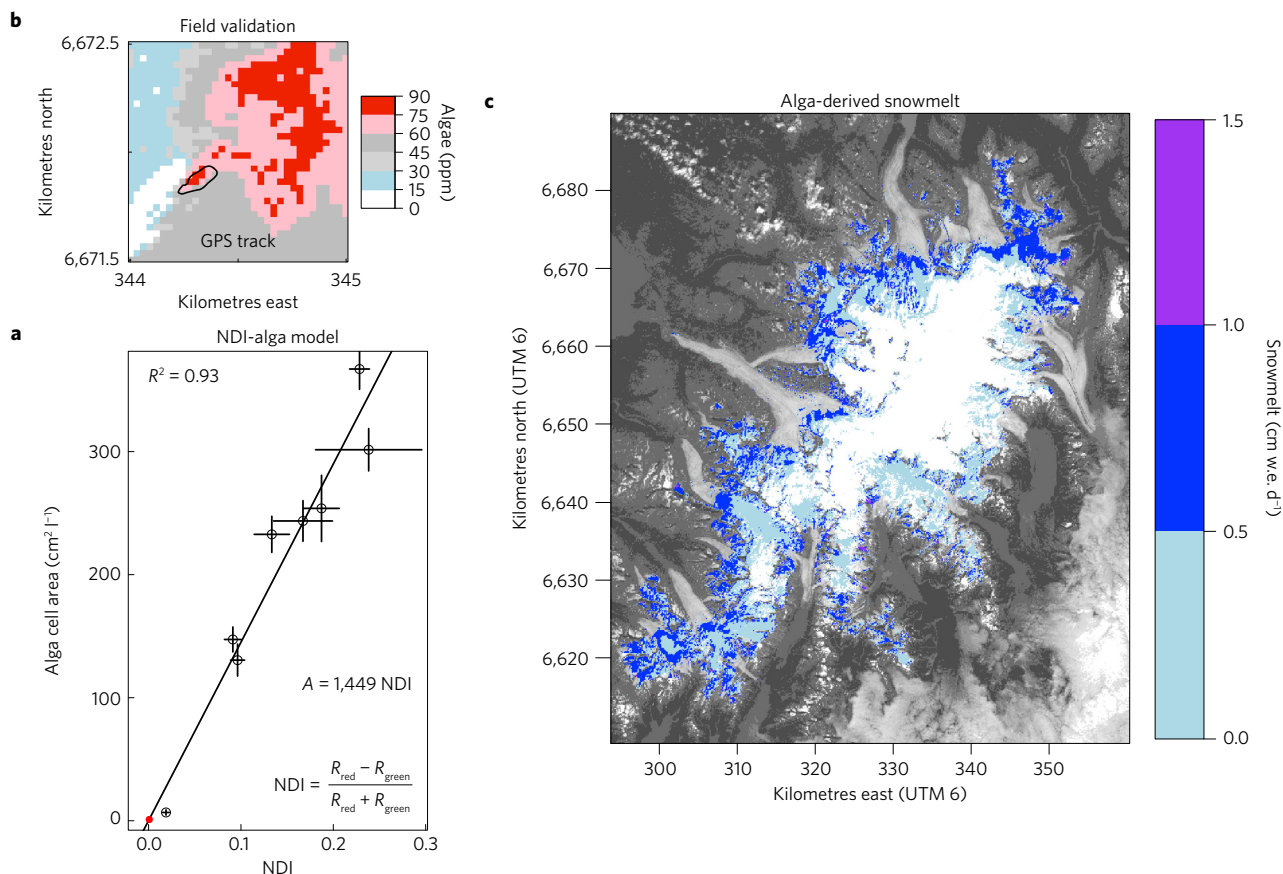 b
Field validation
6,672.5
Kilometres north
6,671.5
344
345
Kilometres east
GPS track
90
75
60
45
30
15
0
Algae (ppm)
a
NDI-alga model
R² = 0.93
A = 1,449 NDI
NDI = (R_red − R_green) / (R_red + R_green)
Alga cell area (cm² l⁻¹)
300
200
100
0
0.0
0.1
0.2
0.3
NDI
c
Alga-derived snowmelt
Kilometres north (UTM 6)
6,680
6,670
6,660
6,650
6,640
6,630
6,620
300
310
320
330
340
350
Kilometres east (UTM 6)
1.5
1.0
0.5
0.0
Snowmelt (cm w.e. d⁻¹)